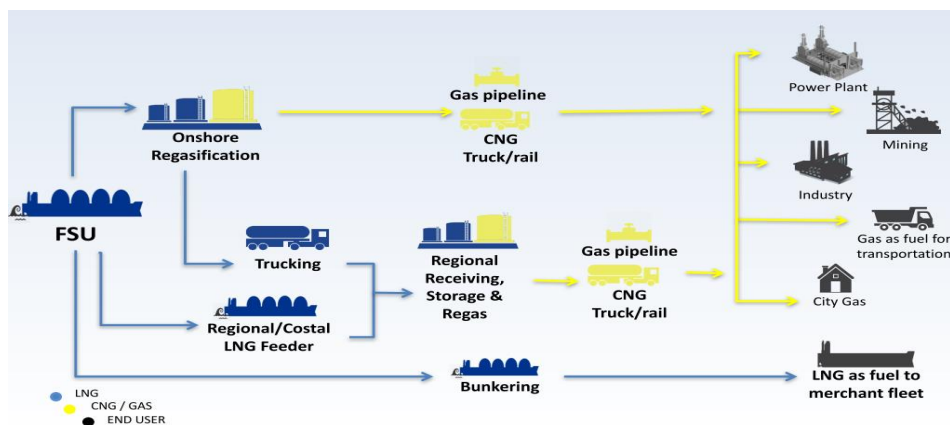 Gas pipeline
Power Plant
Onshore
Regasification
CNG
Truck/rail
Mining
Industry
FSU
Trucking
Regional
Receiving,
Storage &
Regas
Gas pipeline
CNG
Truck/rail
Gas as fuel for
transportation
City Gas
Regional/Costal
LNG Feeder
Bunkering
LNG as fuel to
merchant fleet
LNG
CNG / GAS
END USER